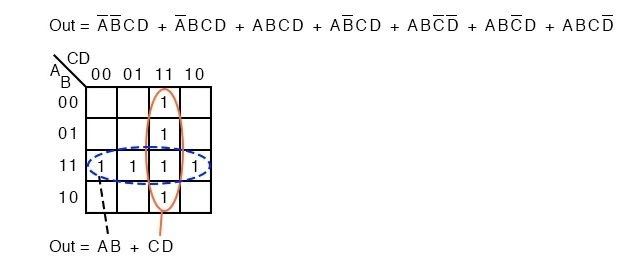 Out = A̅B̅CD + A̅BCD + ABCD + AB̅CD + ABC̅D̅ + ABC̅D + ABCD̅
CD
A
B
00 01 11 10
00 1
01 1
11 1 1 1 1
10 1
Out = AB + CD